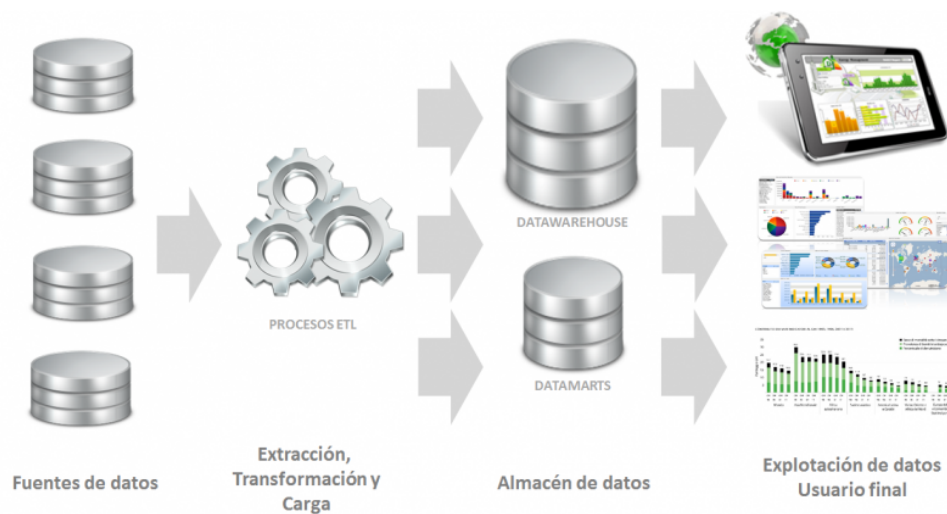 DATAWAREHOUSE
PROCESOS ETL
DATAMARTS
Fuentes de datos
Extracción,
Transformación y
Carga
Almacén de datos
Explotación de datos
Usuario final